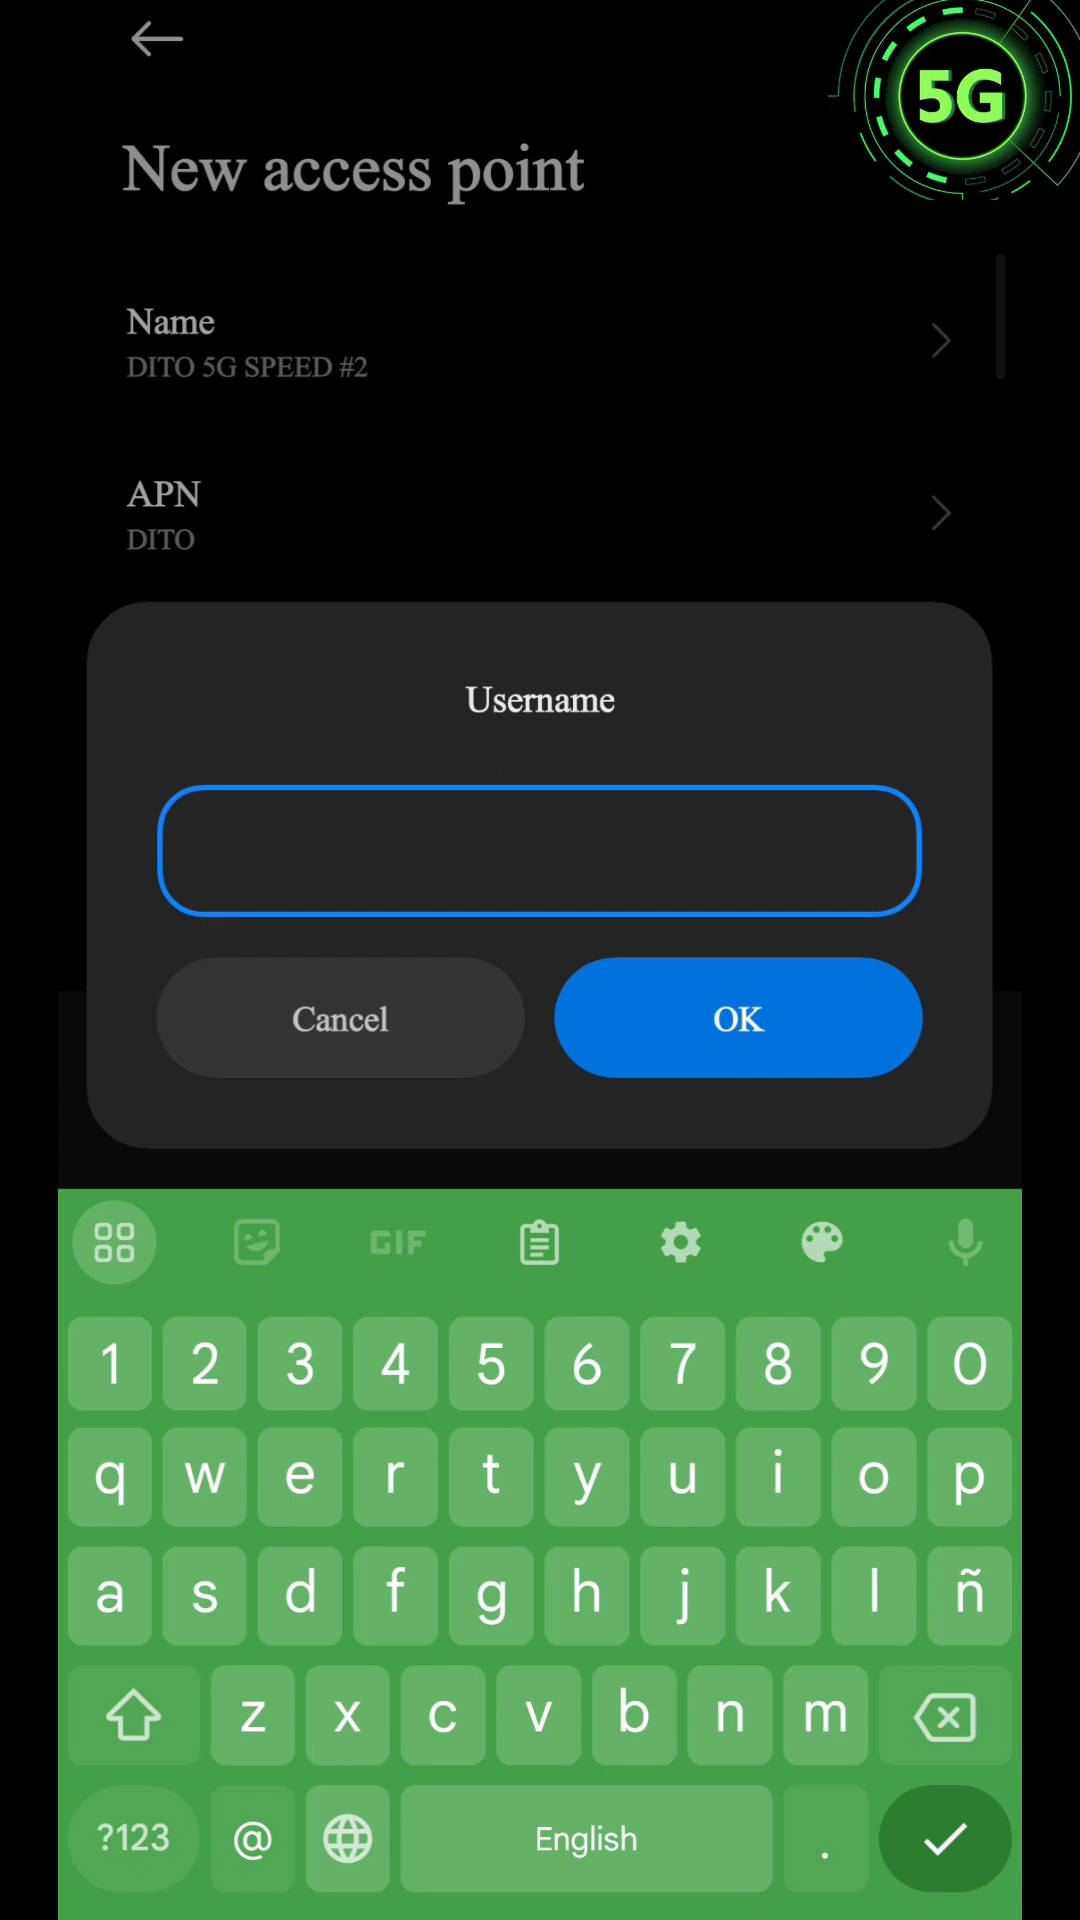 5G
New access point
Name
DITO 5G SPEED #2
APN
DITO
Username
Cancel
OK
GIF
1 2 3 4 5 6 7 8 9 0
q w e r t y u i o p
a s d f g h j k l ñ
z x c v b n m
?123 @ English .